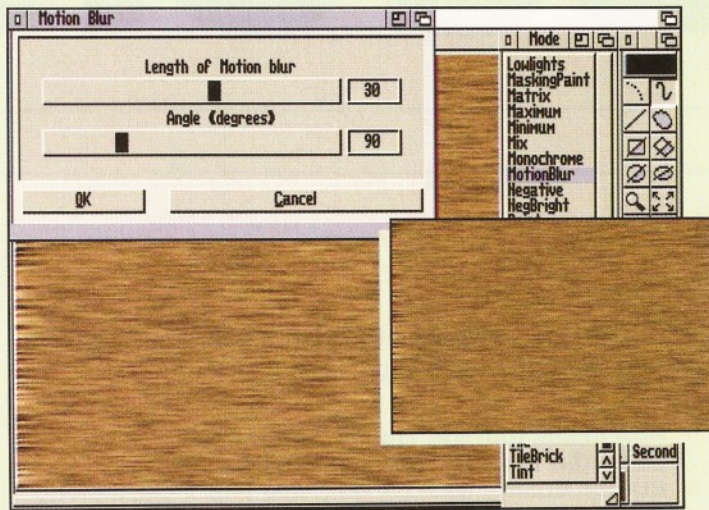 Motion Blur
Length of Motion blur
30
Angle (degrees)
90
OK
Cancel
Mode
Lowlights
MaskingPaint
Matrix
Maximum
Minimum
Mix
Monochrome
MotionBlur
Negative
NegBright
TileBrick
Tint
Second